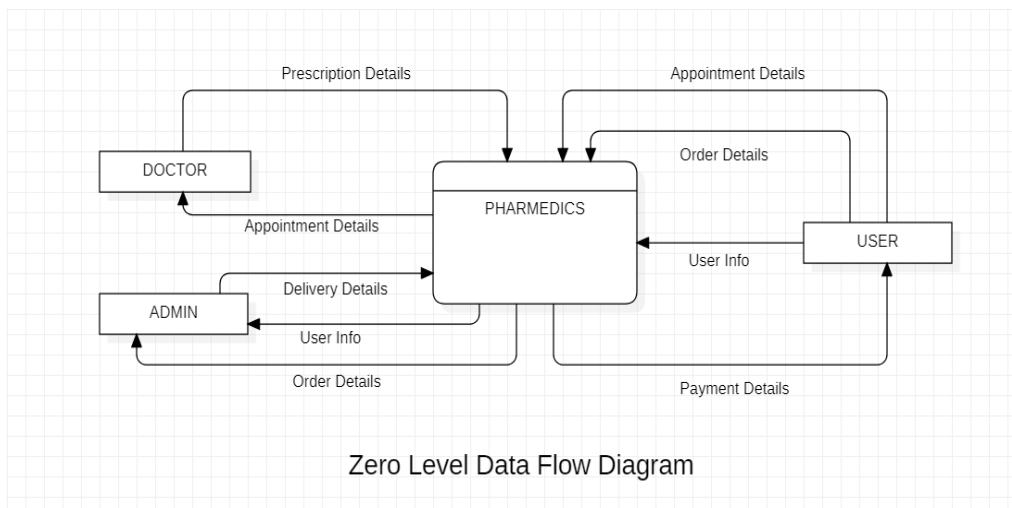 Prescription Details
Appointment Details
Order Details
DOCTOR
PHARMEDICS
Appointment Details
USER
User Info
Delivery Details
ADMIN
User Info
Order Details
Payment Details
Zero Level Data Flow Diagram